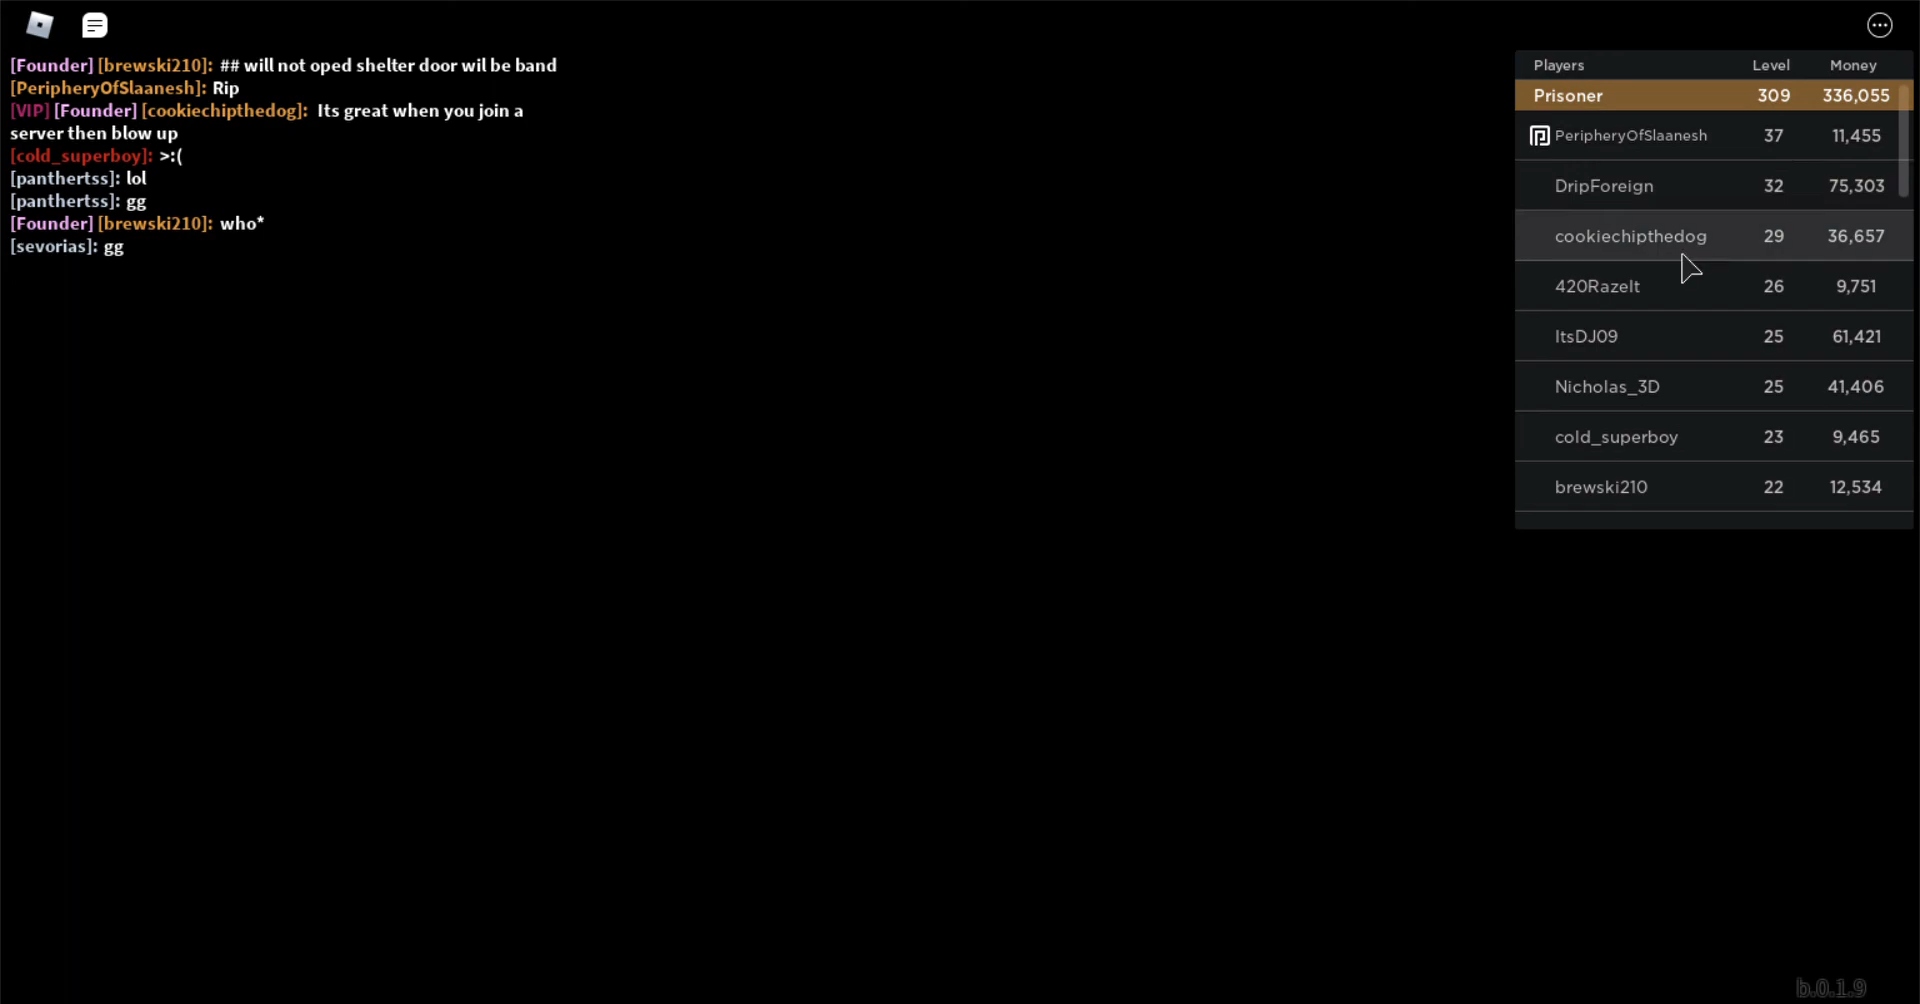 [Founder] [brewski210]: ## will not oped shelter door wil be band
[PeripheryOfSlaanesh]: Rip
[VIP] [Founder] [cookiechipthedog]: Its great when you join a
server then blow up
[cold_superboy]: >:(
[panthertss]: lol
[panthertss]: gg
[Founder] [brewski210]: who*
[sevorias]: gg
Players Level Money
Prisoner 309 336,055
PeripheryOfSlaanesh 37 11,455
DripForeign 32 75,303
cookiechipthedog 29 36,657
420RazeIt 26 9,751
ItsDJ09 25 61,421
Nicholas_3D 25 41,406
cold_superboy 23 9,465
brewski210 22 12,534
b.0.1.9